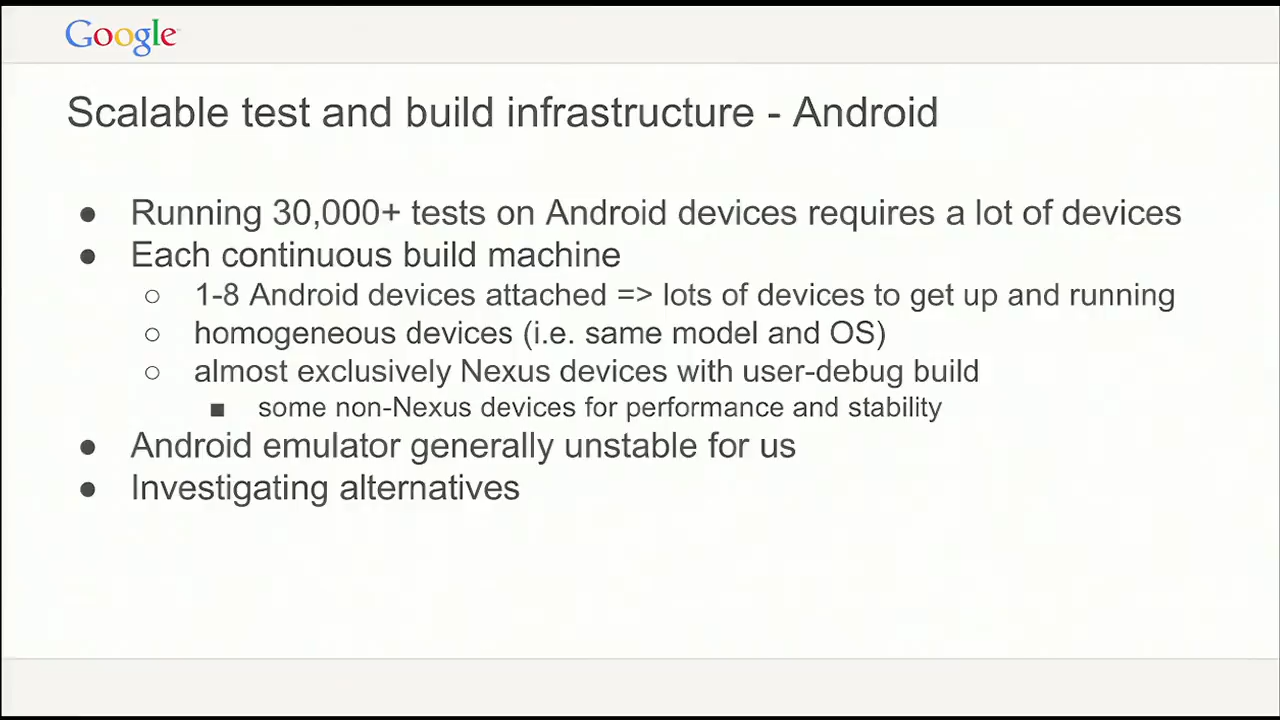 Google
Scalable test and build infrastructure - Android
● Running 30,000+ tests on Android devices requires a lot of devices
● Each continuous build machine
○ 1-8 Android devices attached => lots of devices to get up and running
○ homogeneous devices (i.e. same model and OS)
○ almost exclusively Nexus devices with user-debug build
■ some non-Nexus devices for performance and stability
● Android emulator generally unstable for us
● Investigating alternatives